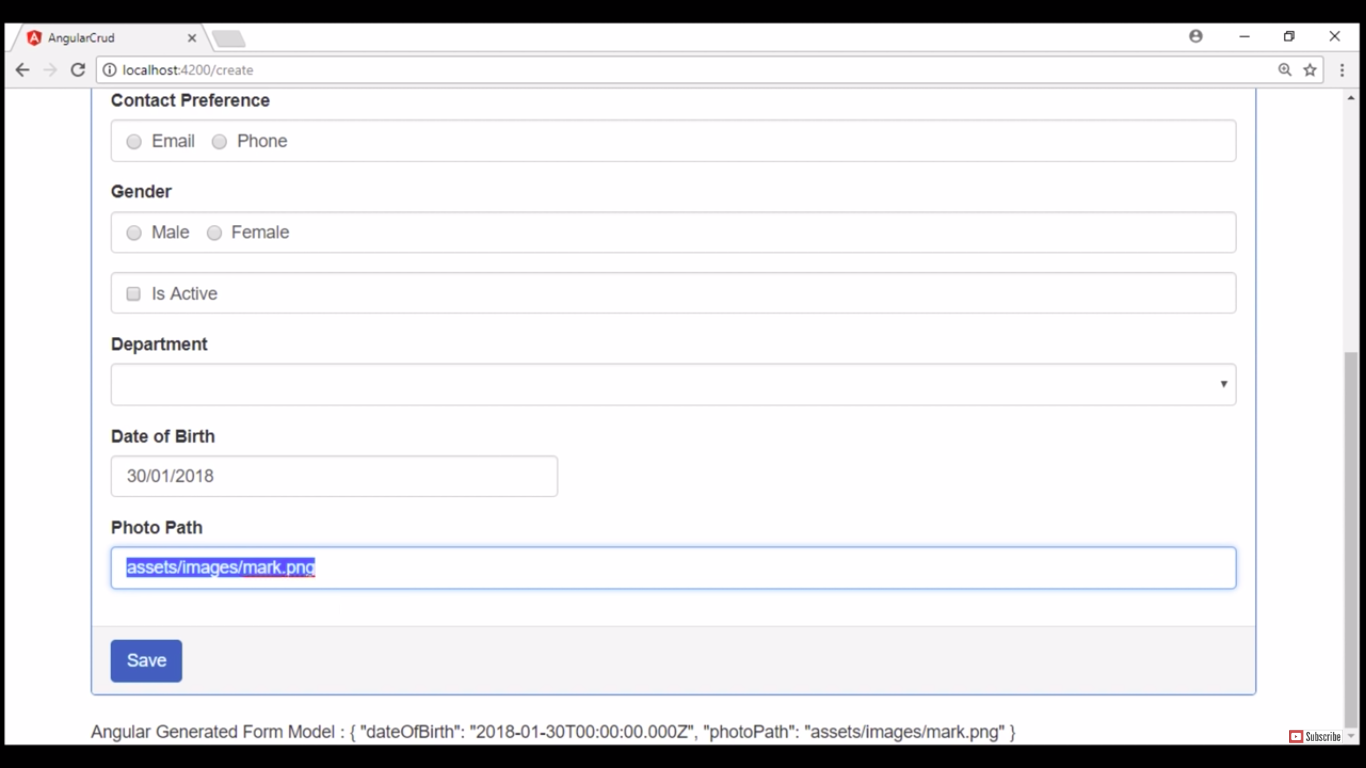 AngularCrud
localhost:4200/create
Contact Preference
Email Phone
Gender
Male Female
Is Active
Department
Date of Birth
30/01/2018
Photo Path
assets/images/mark.png
Save
Angular Generated Form Model : { "dateOfBirth": "2018-01-30T00:00:00.000Z", "photoPath": "assets/images/mark.png" }
Subscribe